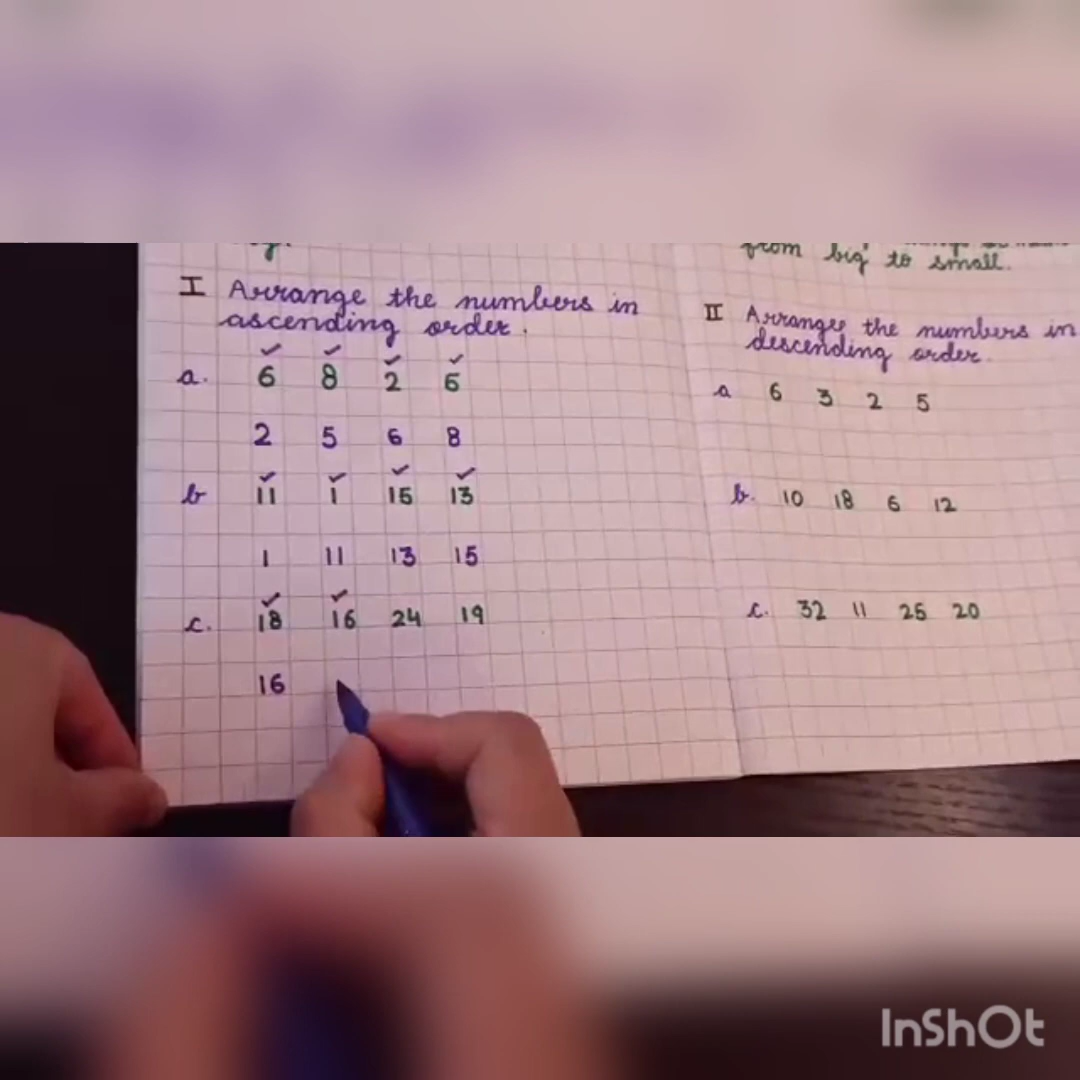 from big to small.
I Arrange the numbers in
ascending order.
a. 6 8 2 5
2 5 6 8
b 11 1 15 13
1 11 13 15
c. 18 16 24 19
16
II Arranges the numbers in
descending order.
a 6 3 2 5
b. 10 18 6 12
c. 32 11 25 20
InShOt